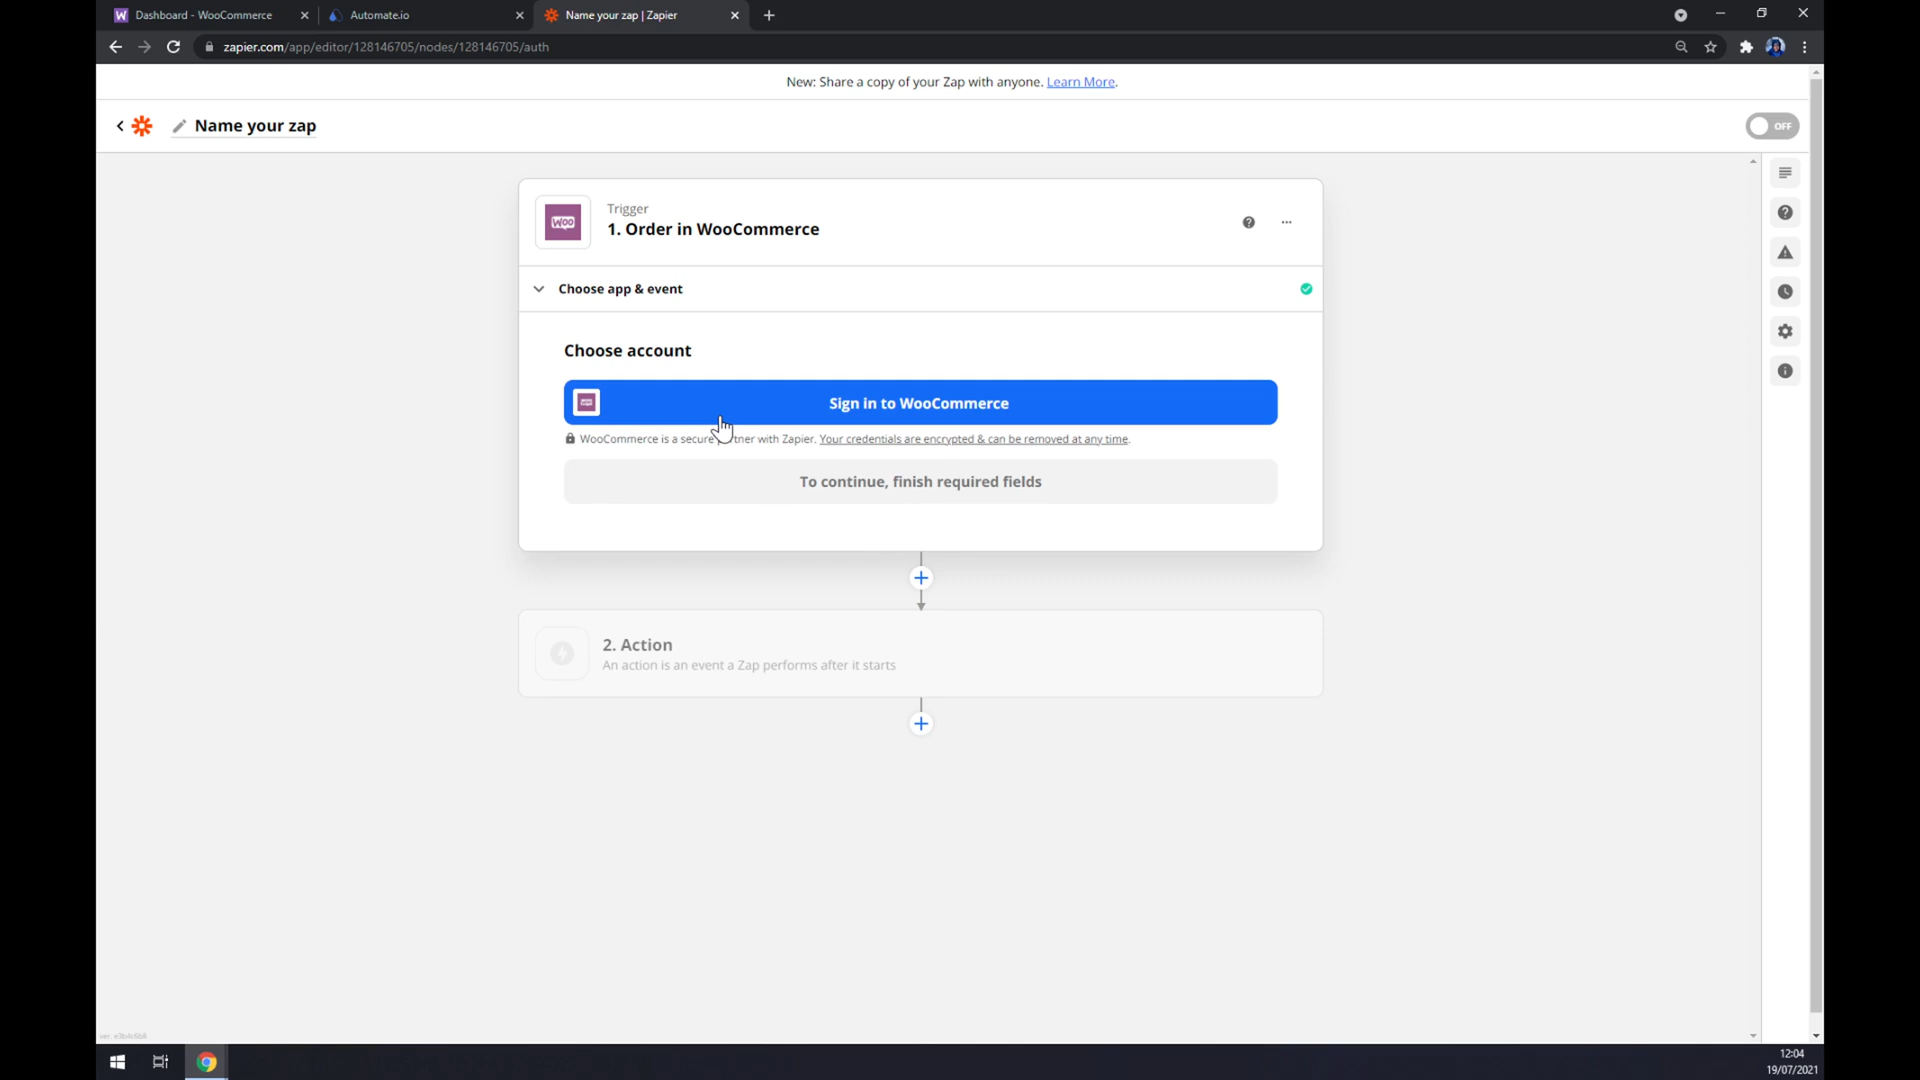 Dashboard - WooCommerce
Automate.io
Name your zap | Zapier
zapier.com/app/editor/128146705/nodes/128146705/auth
New: Share a copy of your Zap with anyone. Learn More.
Name your zap
OFF
WOO
Trigger
1. Order in WooCommerce
Choose app & event
Choose account
Sign in to WooCommerce
WooCommerce is a secure partner with Zapier. Your credentials are encrypted & can be removed at any time.
To continue, finish required fields
2. Action
An action is an event a Zap performs after it starts
12:04
19/07/2021